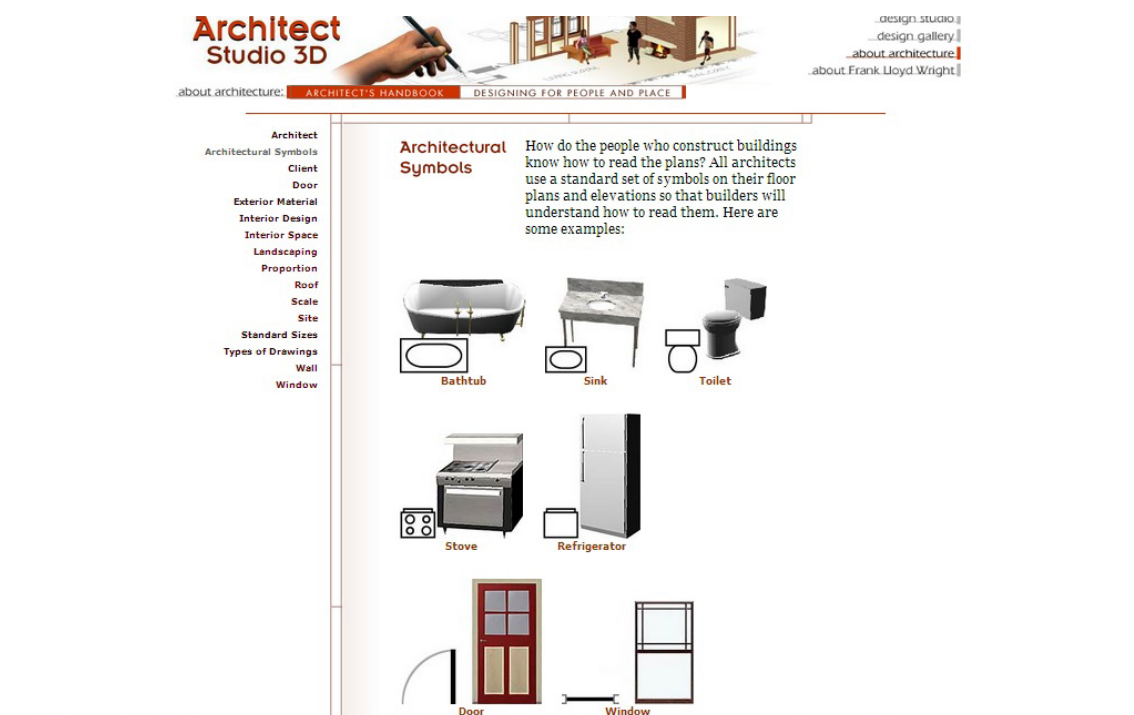 Architect
Studio 3D
design studio
design gallery
about architecture
about Frank Lloyd Wright
about architecture:
ARCHITECT'S HANDBOOK
DESIGNING FOR PEOPLE AND PLACE
Architect
Architectural Symbols
Client
Door
Exterior Material
Interior Design
Interior Space
Landscaping
Proportion
Roof
Scale
Site
Standard Sizes
Types of Drawings
Wall
Window
Architectural
Symbols
How do the people who construct buildings
know how to read the plans? All architects
use a standard set of symbols on their floor
plans and elevations so that builders will
understand how to read them. Here are
some examples:
Bathtub
Sink
Toilet
Stove
Refrigerator
Door
Window